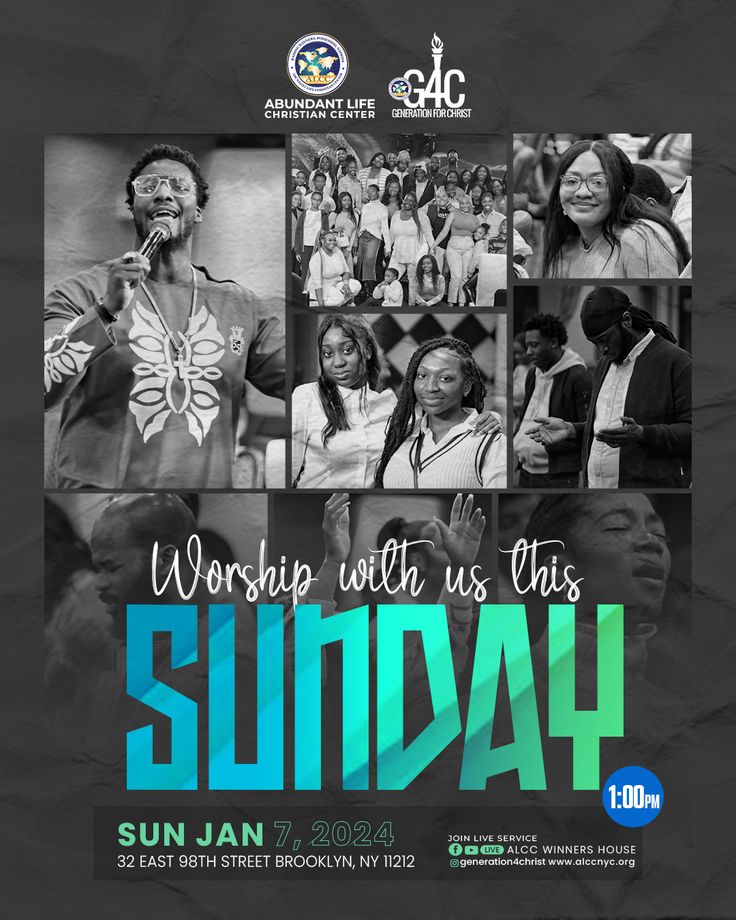 ALCC
ABUNDANT LIFE
CHRISTIAN CENTER
G4C
GENERATION FOR CHRIST
Worship with us this
SUNDAY
1:00PM
SUN JAN 7, 2024
32 EAST 98TH STREET BROOKLYN, NY 11212
JOIN LIVE SERVICE
LIVE ALCC WINNERS HOUSE
generation4christ www.alccnyc.org